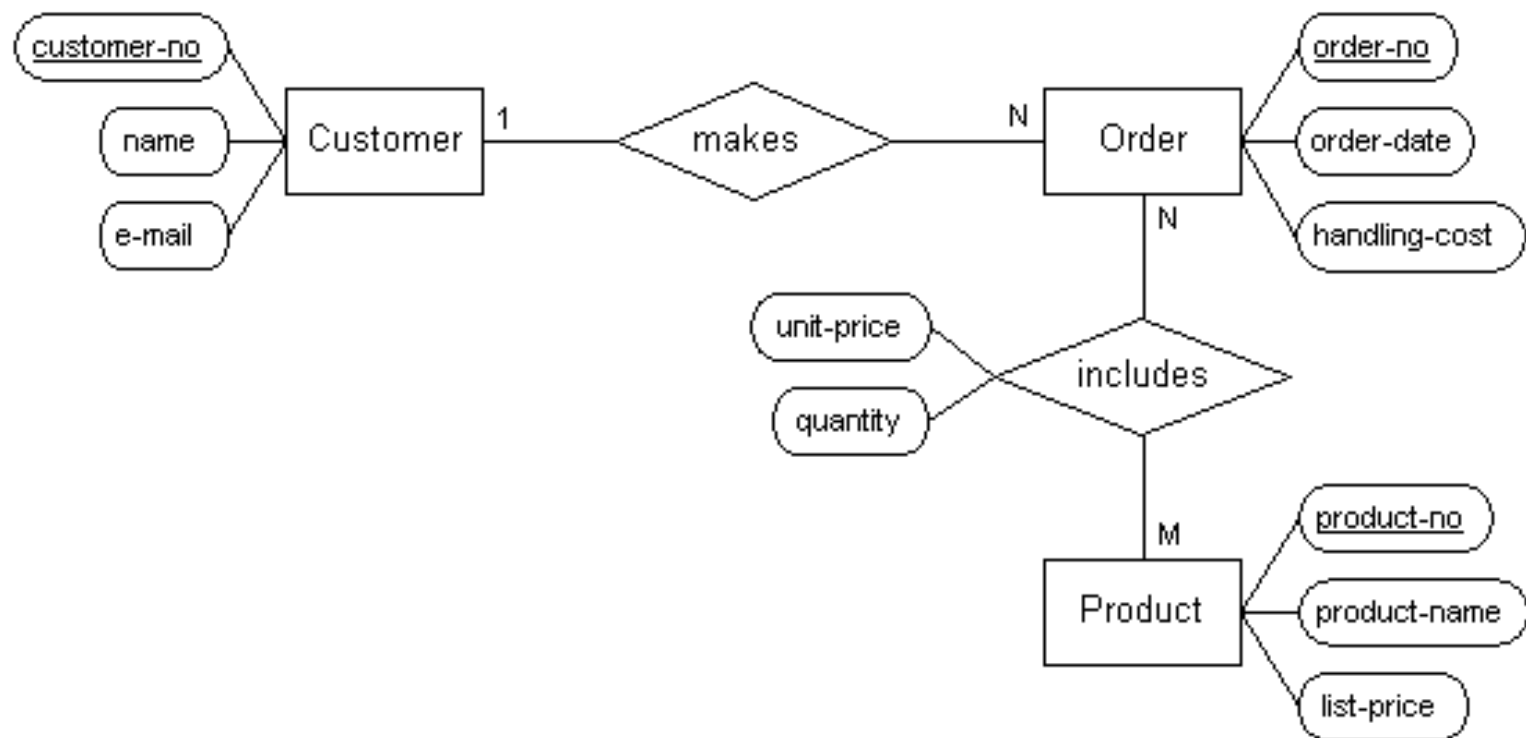 customer-no
name
e-mail
Customer
1
makes
N
Order
order-no
order-date
handling-cost
N
unit-price
quantity
includes
M
Product
product-no
product-name
list-price